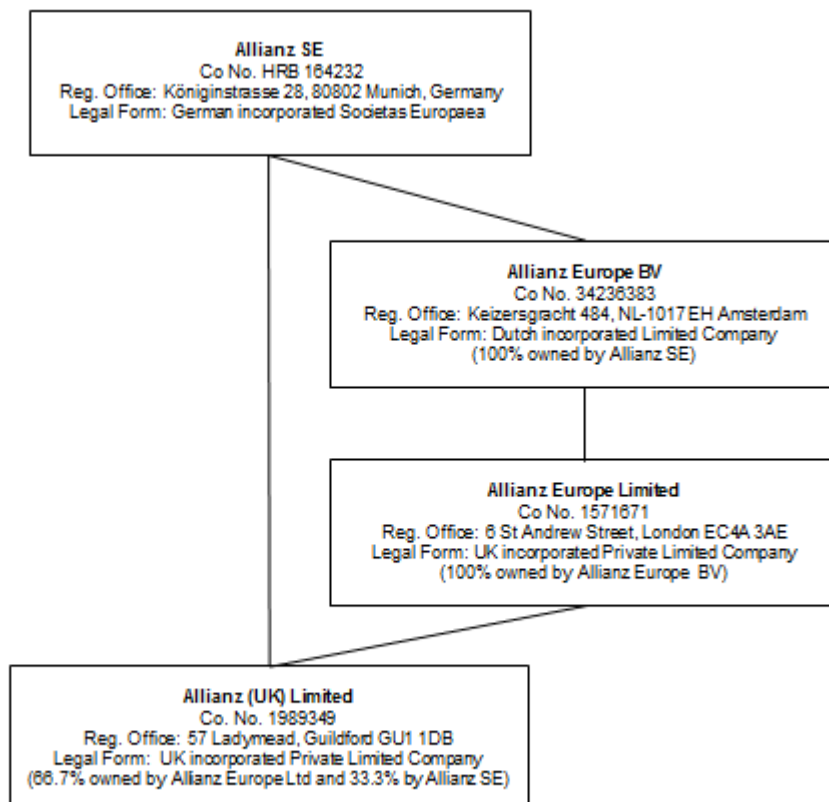 Allianz SE
Co No. HRB 164232
Reg. Office: Königinstrasse 28, 80802 Munich, Germany
Legal Form: German incorporated Societas Europaea
Allianz Europe BV
Co No. 34236383
Reg. Office: Keizersgracht 484, NL-1017 EH Amsterdam
Legal Form: Dutch incorporated Limited Company
(100% owned by Allianz SE)
Allianz Europe Limited
Co No. 1571671
Reg. Office: 6 St Andrew Street, London EC4A 3AE
Legal Form: UK incorporated Private Limited Company
(100% owned by Allianz Europe BV)
Allianz (UK) Limited
Co. No. 1989349
Reg. Office: 57 Ladymead, Guildford GU1 1DB
Legal Form: UK incorporated Private Limited Company
(66.7% owned by Allianz Europe Ltd and 33.3% by Allianz SE)